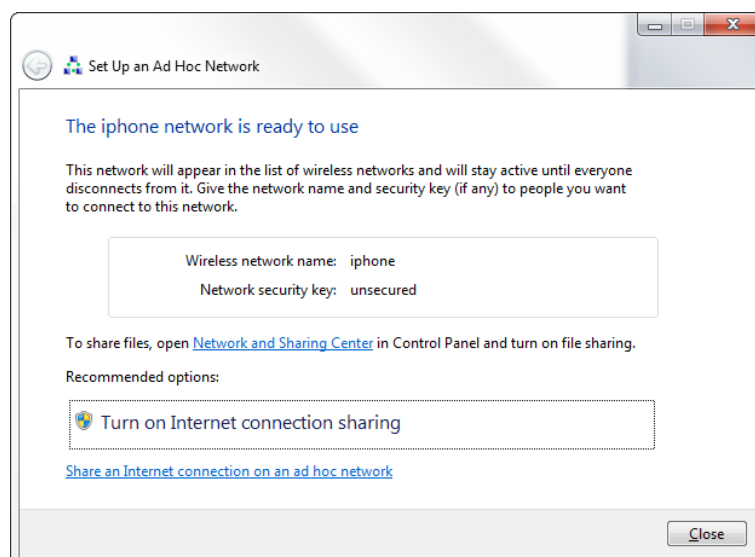 Set Up an Ad Hoc Network
The iphone network is ready to use
This network will appear in the list of wireless networks and will stay active until everyone
disconnects from it. Give the network name and security key (if any) to people you want
to connect to this network.
Wireless network name: iphone
Network security key: unsecured
To share files, open Network and Sharing Center in Control Panel and turn on file sharing.
Recommended options:
Turn on Internet connection sharing
Share an Internet connection on an ad hoc network
Close